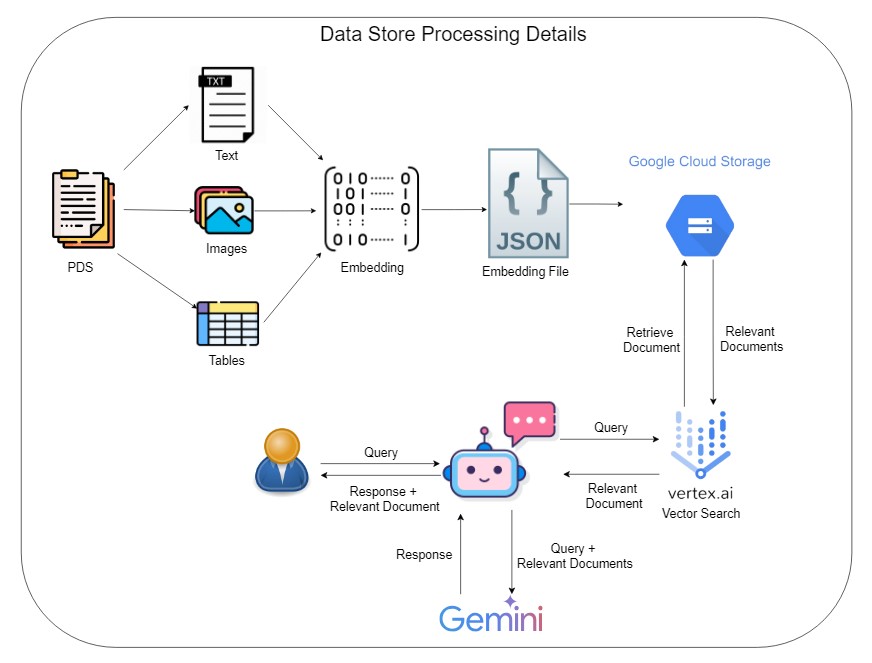 Data Store Processing Details
TXT
Text
Google Cloud Storage
PDS
Images
0 1 0 ······ 0
1 0 1 ······ 0
0 0 1 ······ 0
0 1 0 ······ 1
Embedding
{ }
JSON
Embedding File
Tables
Retrieve
Document
Relevant
Documents
Query
Query
Response +
Relevant Document
Relevant
Document
vertex.ai
Vector Search
Response
Query +
Relevant Documents
Gemini